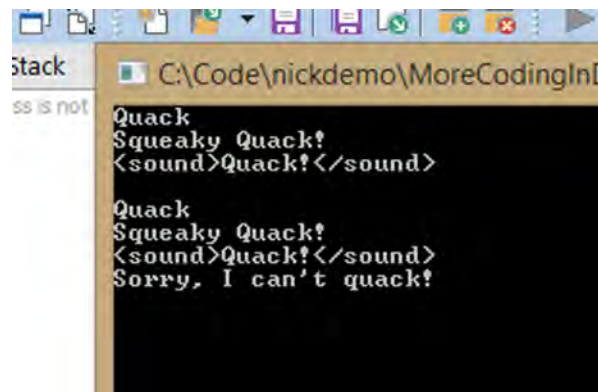 Stack
C:\Code\nickdemo\MoreCodingIn
ss is not
Quack
Squeaky Quack!
<sound>Quack!</sound>
Quack
Squeaky Quack!
<sound>Quack!</sound>
Sorry, I can't quack!